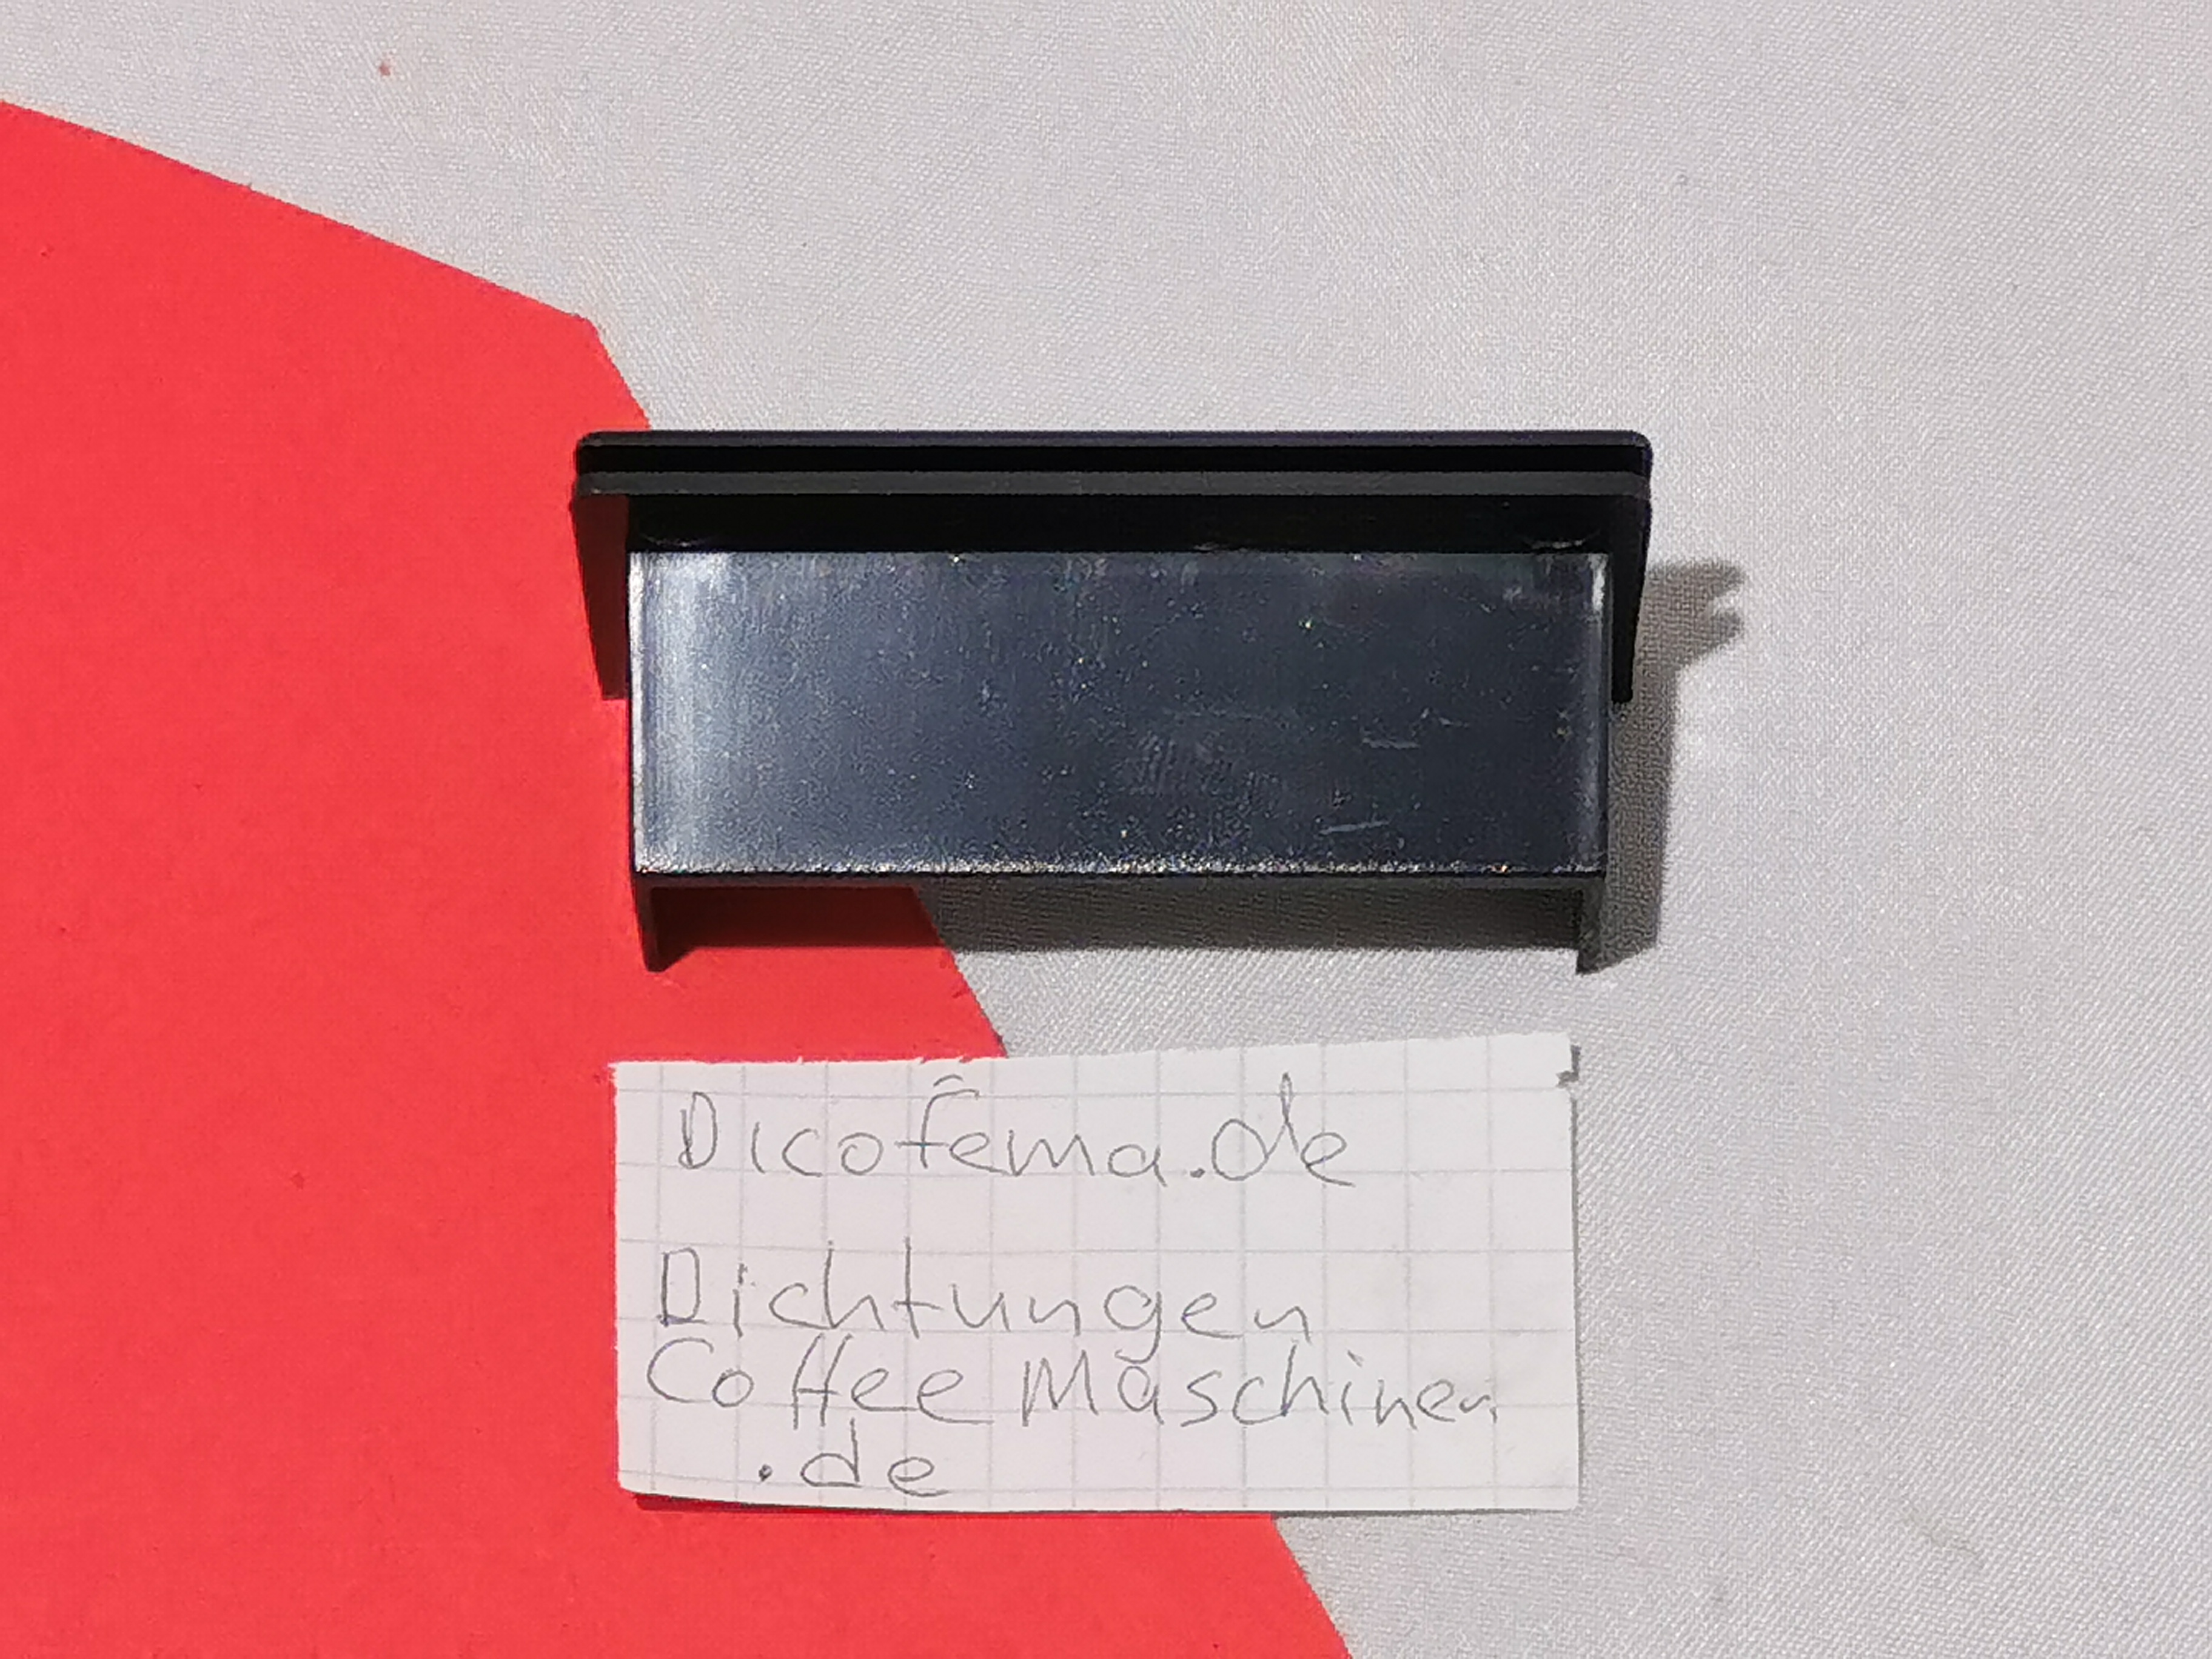 Dicofema.de
Dichtungen
Coffee Maschinen
.de